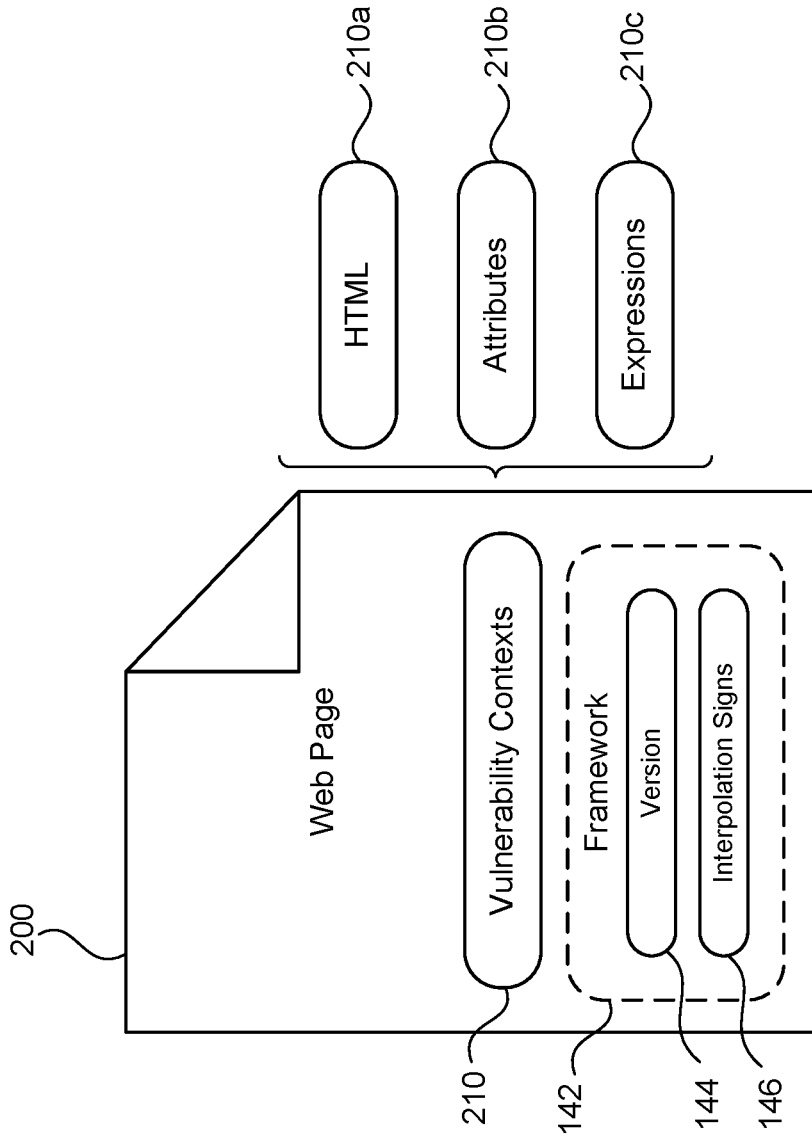 200
Web Page
210
Vulnerability Contexts
142
Framework
144
Version
146
Interpolation Signs
HTML
210a
Attributes
210b
Expressions
210c